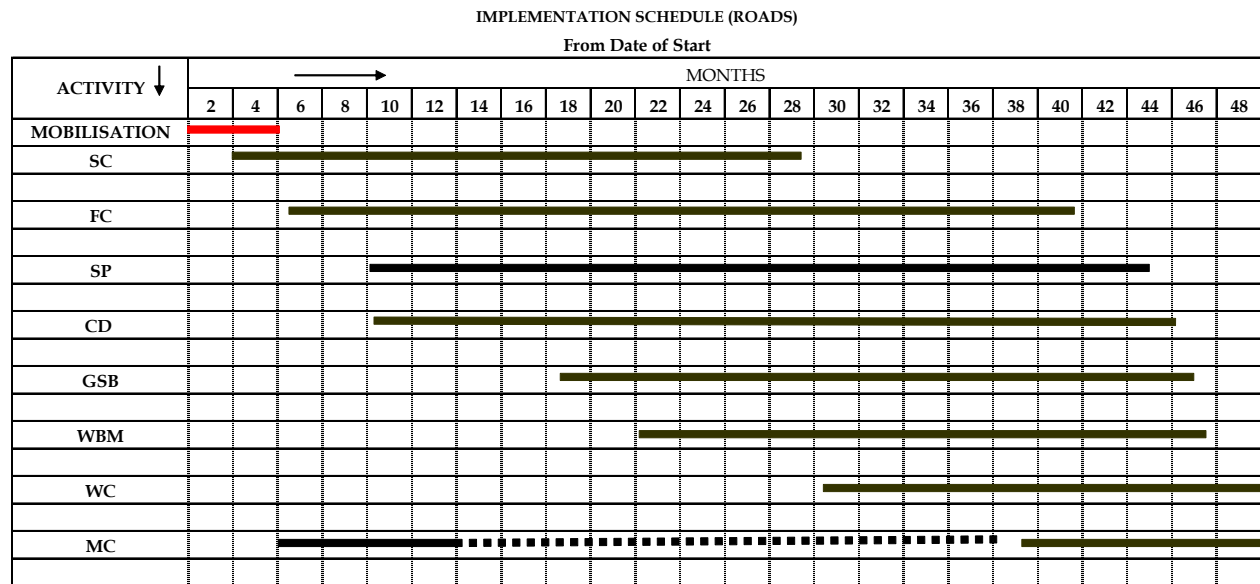 IMPLEMENTATION SCHEDULE (ROADS)
From Date of Start
ACTIVITY MONTHS
2 4 6 8 10 12 14 16 18 20 22 24 26 28 30 32 34 36 38 40 42 44 46 48
MOBILISATION
SC
FC
SP
CD
GSB
WBM
WC
MC